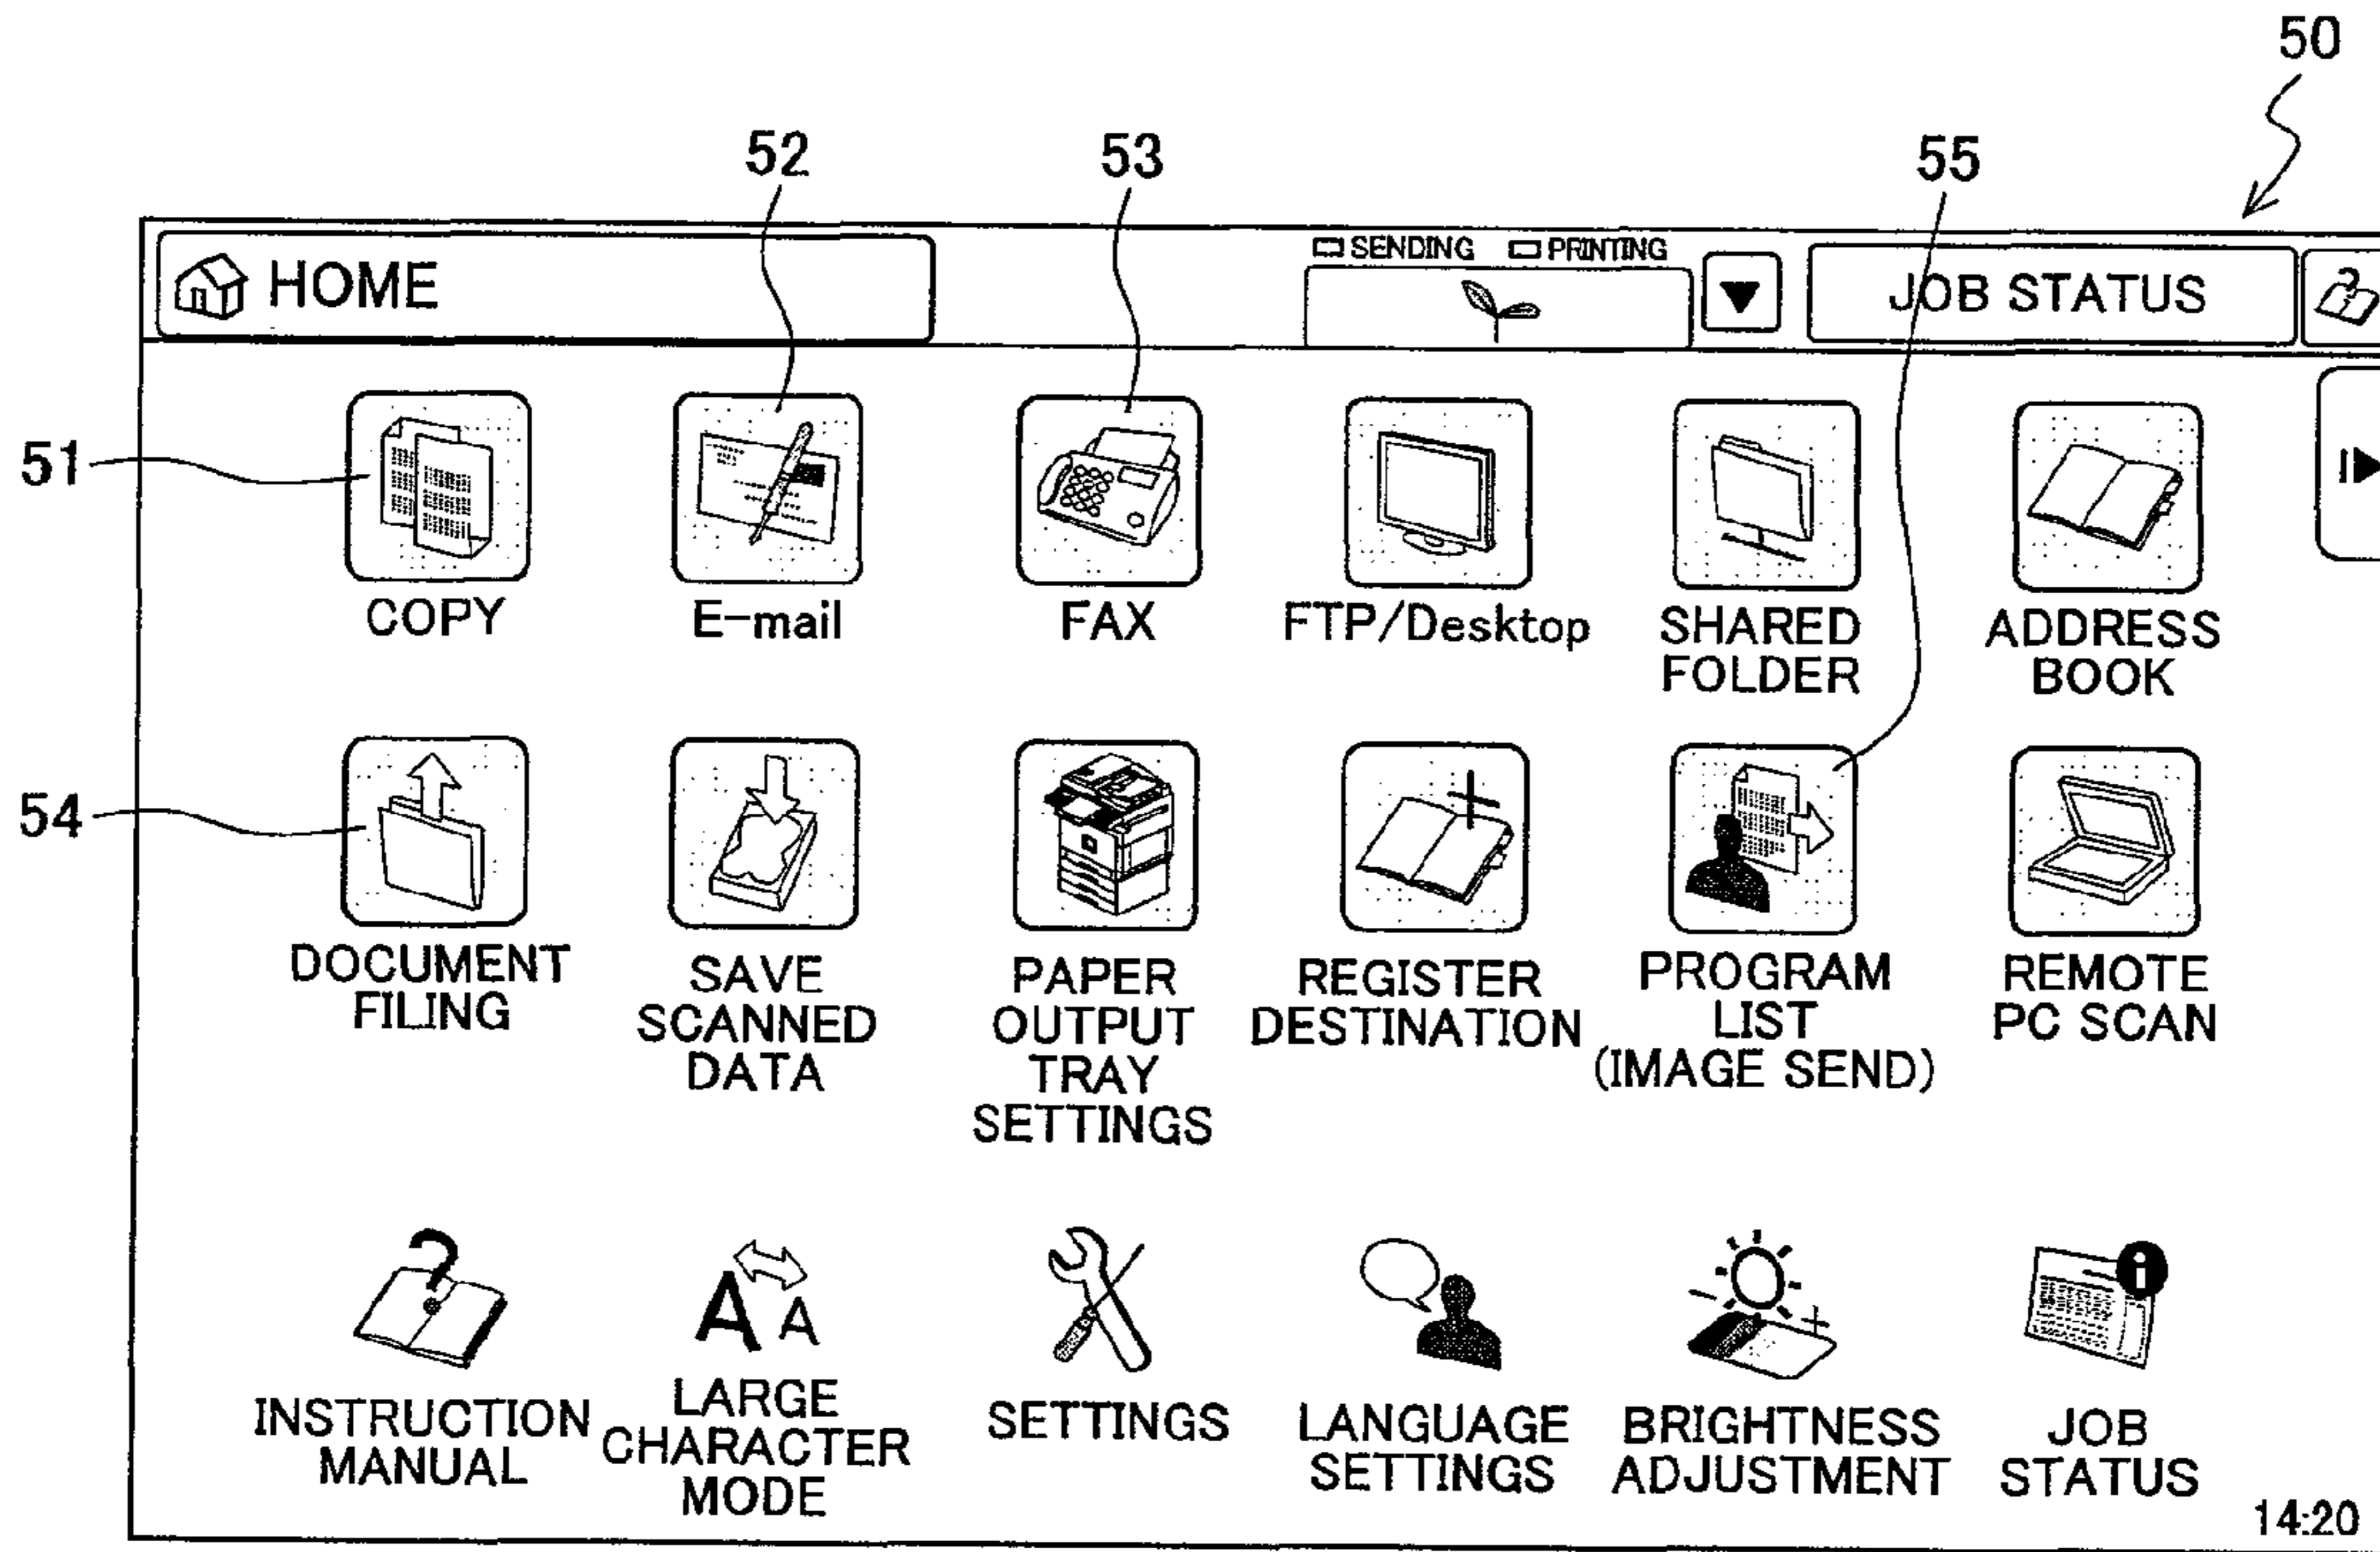 50
52
53
55
SENDING PRINTING
HOME
JOB STATUS
51
COPY
E-mail
FAX
FTP/Desktop
SHARED
FOLDER
ADDRESS
BOOK
54
DOCUMENT
FILING
SAVE
SCANNED
DATA
PAPER
OUTPUT
TRAY
SETTINGS
REGISTER
DESTINATION
PROGRAM
LIST
(IMAGE SEND)
REMOTE
PC SCAN
?
A A
i
INSTRUCTION
MANUAL
LARGE
CHARACTER
MODE
SETTINGS
LANGUAGE
SETTINGS
BRIGHTNESS
ADJUSTMENT
JOB
STATUS
14:20